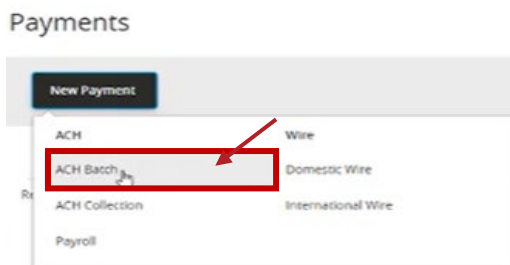 Payments
New Payment
ACH
Wire
ACH Batch
Domestic Wire
ACH Collection
International Wire
Payroll